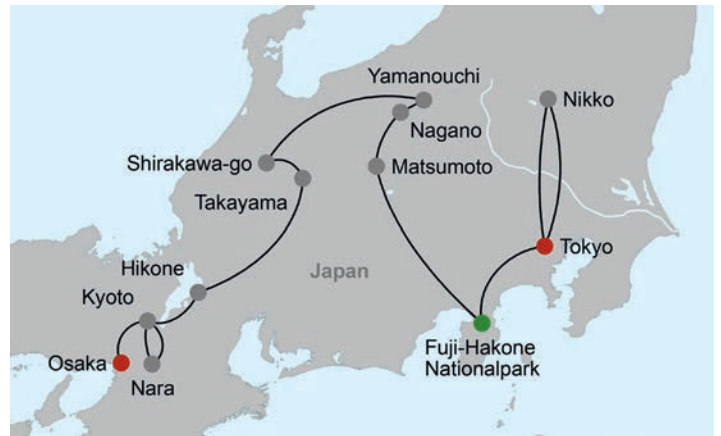 Yamanouchi
Nikko
Nagano
Shirakawa-go
Matsumoto
Takayama
Tokyo
Hikone
Japan
Kyoto
Fuji-Hakone
Nationalpark
Osaka
Nara